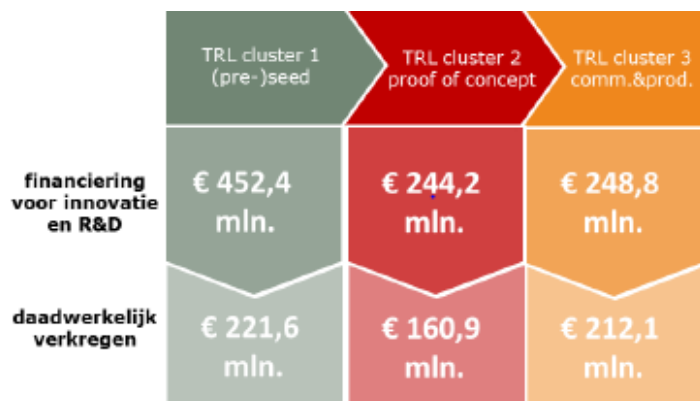 TRL cluster 1
(pre-)seed
TRL cluster 2
proof of concept
TRL cluster 3
comm.&prod.
financiering
voor innovatie
en R&D
€ 452,4
mln.
€ 244,2
mln.
€ 248,8
mln.
daadwerkelijk
verkregen
€ 221,6
mln.
€ 160,9
mln.
€ 212,1
mln.